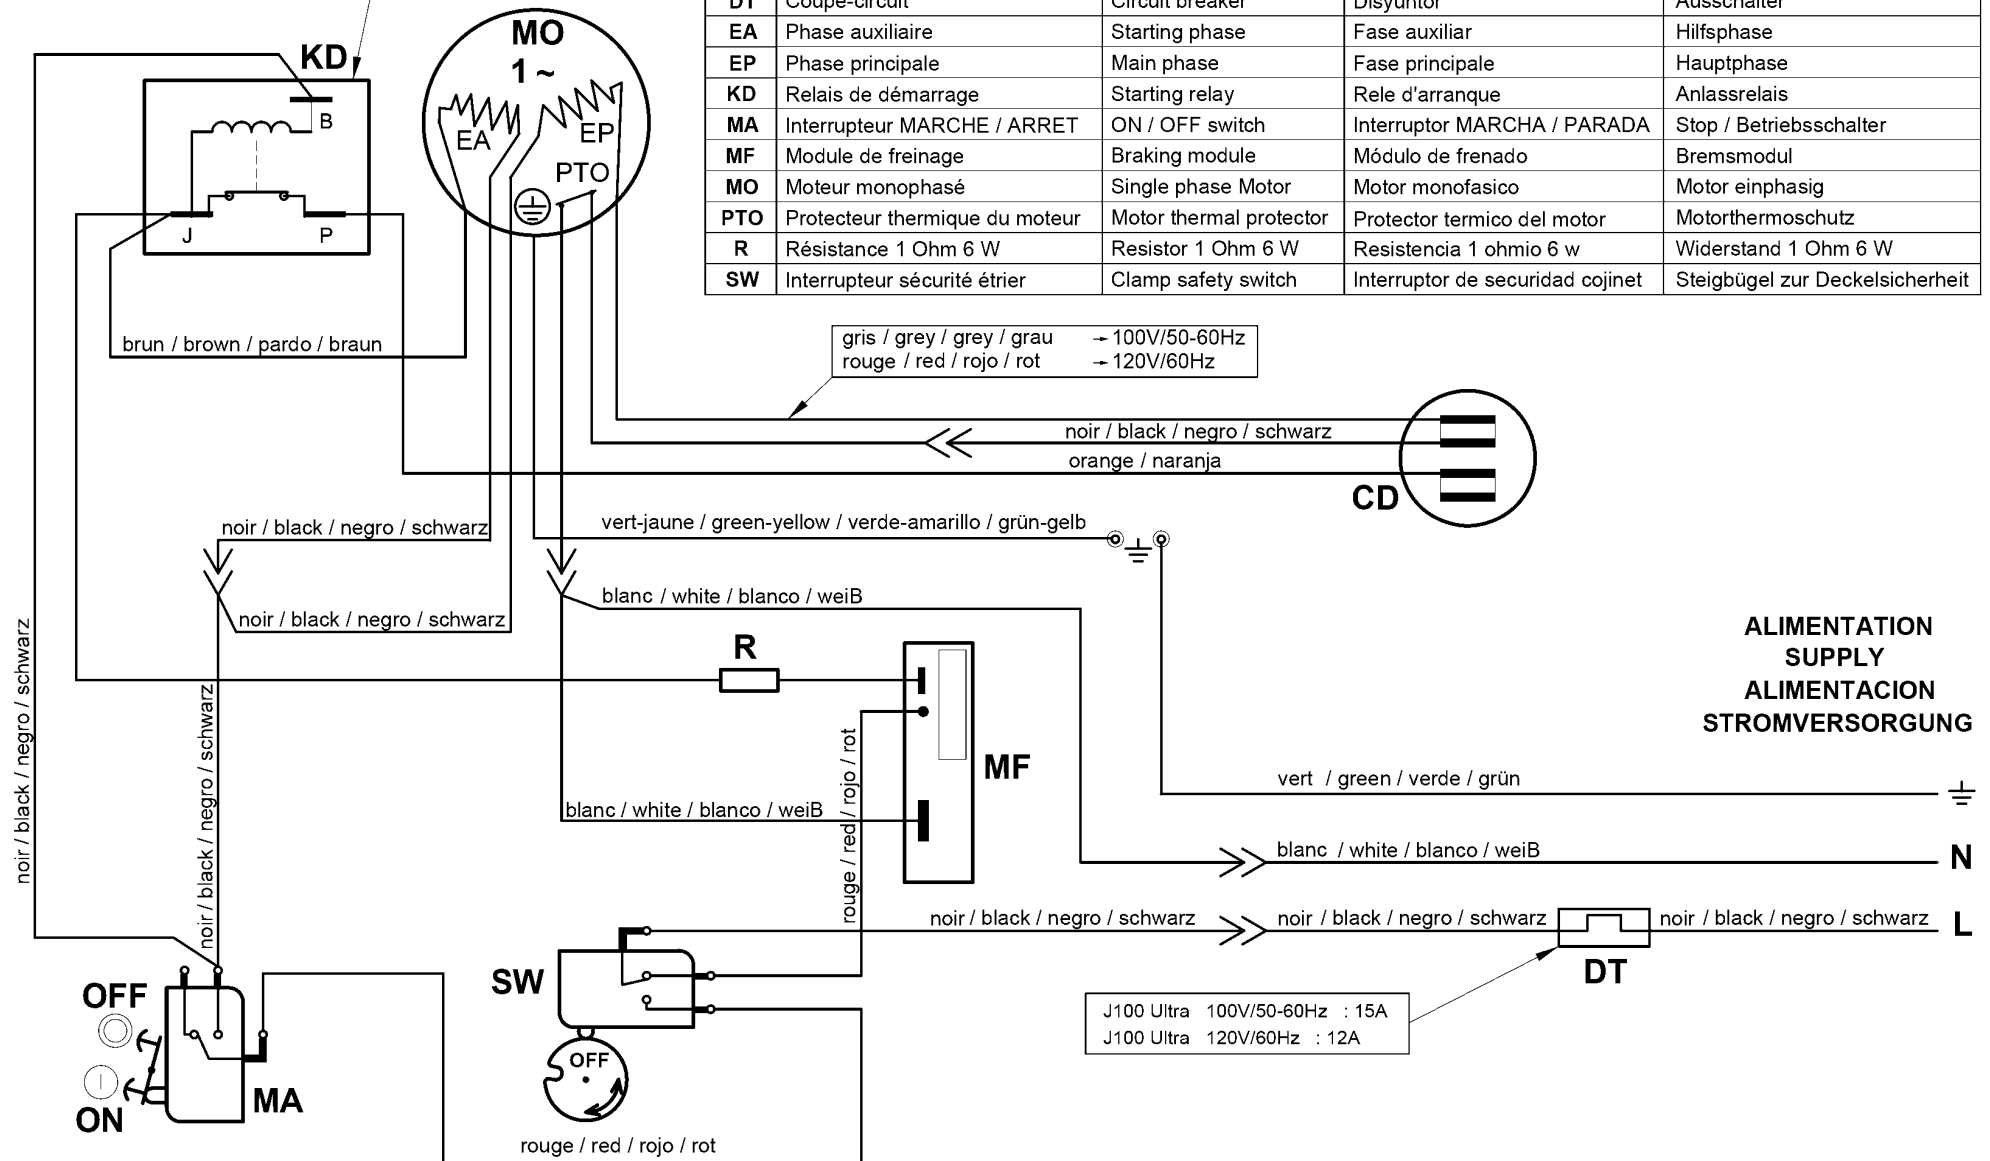 DT Coupe-circuit Circuit breaker Disyuntor Ausschalter
EA Phase auxiliaire Starting phase Fase auxiliar Hilfsphase
EP Phase principale Main phase Fase principale Hauptphase
KD Relais de démarrage Starting relay Rele d'arranque Anlassrelais
MA Interrupteur MARCHE / ARRET ON / OFF switch Interruptor MARCHA / PARADA Stop / Betriebsschalter
MF Module de freinage Braking module Módulo de frenado Bremsmodul
MO Moteur monophasé Single phase Motor Motor monofasico Motor einphasig
PTO Protecteur thermique du moteur Motor thermal protector Protector termico del motor Motorthermoschutz
R Résistance 1 Ohm 6 W Resistor 1 Ohm 6 W Resistencia 1 ohmio 6 w Widerstand 1 Ohm 6 W
SW Interrupteur sécurité étrier Clamp safety switch Interruptor de securidad cojinet Steigbügel zur Deckelsicherheit
KD
B
J
P
MO
1 ~
EA
EP
PTO
brun / brown / pardo / braun
gris / grey / grey / grau → 100V/50-60Hz
rouge / red / rojo / rot → 120V/60Hz
noir / black / negro / schwarz
orange / naranja
CD
noir / black / negro / schwarz
vert-jaune / green-yellow / verde-amarillo / grün-gelb
blanc / white / blanco / weiB
noir / black / negro / schwarz
R
ALIMENTATION
SUPPLY
ALIMENTACION
STROMVERSORGUNG
noir / black / negro / schwarz
noir / black / negro / schwarz
rouge / red / rojo / rot
MF
vert / green / verde / grün
blanc / white / blanco / weiB
blanc / white / blanco / weiB
N
noir / black / negro / schwarz
noir / black / negro / schwarz
noir / black / negro / schwarz
L
DT
SW
OFF
J100 Ultra 100V/50-60Hz : 15A
J100 Ultra 120V/60Hz : 12A
OFF
ON
MA
rouge / red / rojo / rot